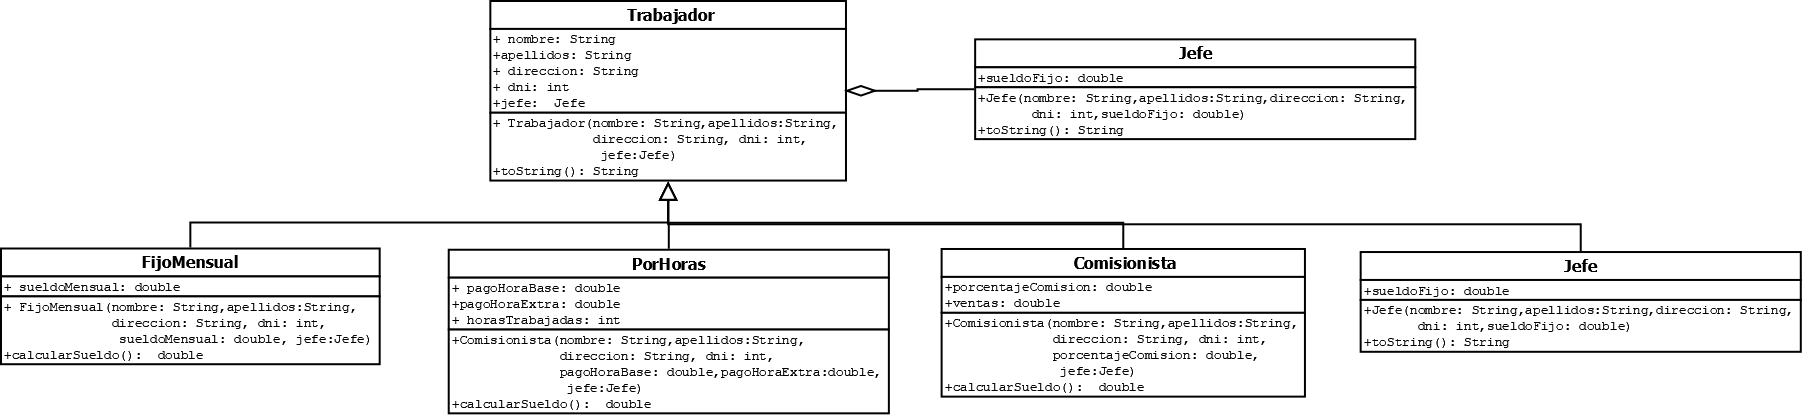 Trabajador
+ nombre: String
+apellidos: String
+ direccion: String
+ dni: int
+jefe:  Jefe
+ Trabajador(nombre: String,apellidos:String,
direccion: String, dni: int,
jefe:Jefe)
+toString(): String
Jefe
+sueldoFijo: double
+Jefe(nombre: String,apellidos:String,direccion: String,
dni: int,sueldoFijo: double)
+toString(): String
FijoMensual
+ sueldoMensual: double
+ FijoMensual(nombre: String,apellidos:String,
direccion: String, dni: int,
sueldoMensual: double, jefe:Jefe)
+calcularSueldo():  double
PorHoras
+ pagoHoraBase: double
+pagoHoraExtra: double
+ horasTrabajadas: int
+Comisionista(nombre: String,apellidos:String,
direccion: String, dni: int,
pagoHoraBase: double,pagoHoraExtra:double,
jefe:Jefe)
+calcularSueldo():  double
Comisionista
+porcentajeComision: double
+ventas: double
+Comisionista(nombre: String,apellidos:String,
direccion: String, dni: int,
porcentajeComision: double,
jefe:Jefe)
+calcularSueldo():  double
Jefe
+sueldoFijo: double
+Jefe(nombre: String,apellidos:String,direccion: String,
dni: int,sueldoFijo: double)
+toString(): String